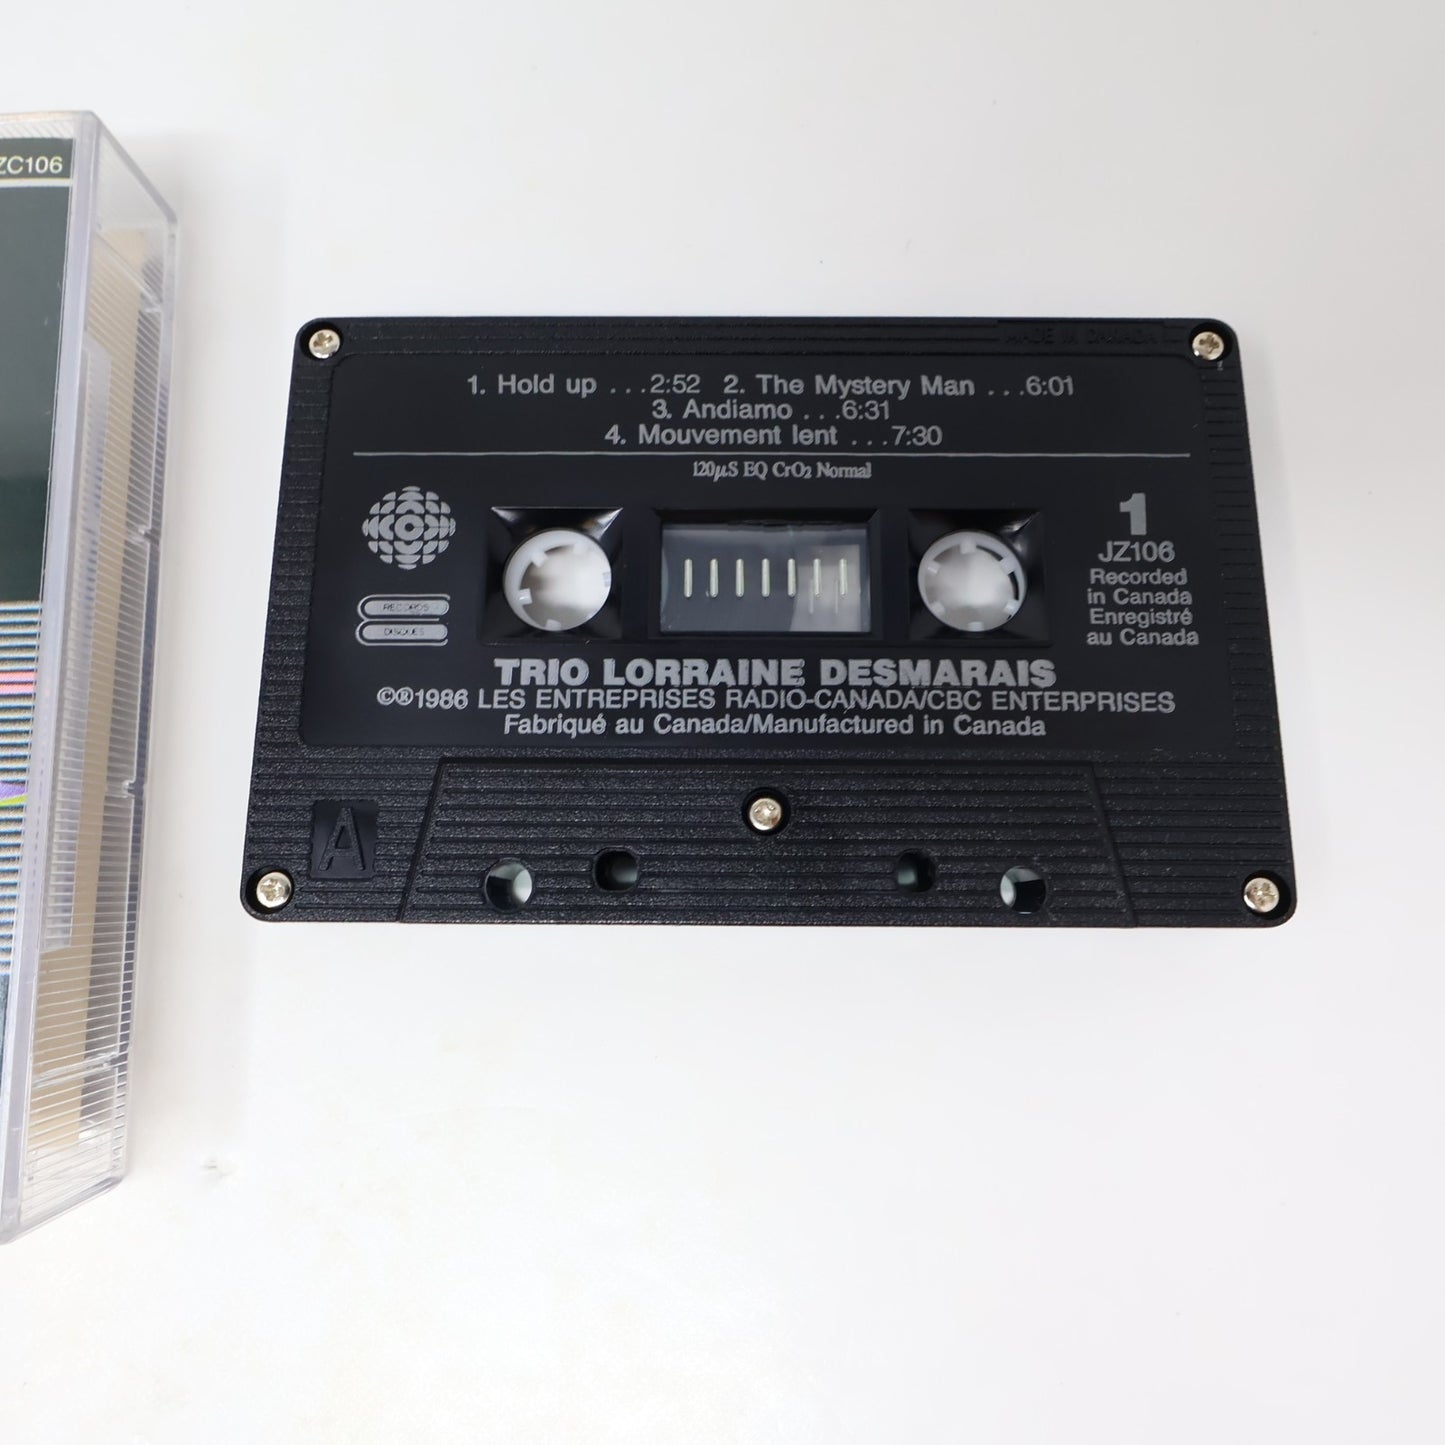 ZC106
MADE IN CANADA
1. Hold up ...2:52 2. The Mystery Man ...6:01
3. Andiamo ...6:31
4. Mouvement lent ...7:30
120µS EQ CrO2 Normal
1
JZ106
Recorded
in Canada
Enregistré
au Canada
RECORDS
DISQUES
TRIO LORRAINE DESMARAIS
©®1986 LES ENTREPRISES RADIO-CANADA/CBC ENTERPRISES
Fabriqué au Canada/Manufactured in Canada
A